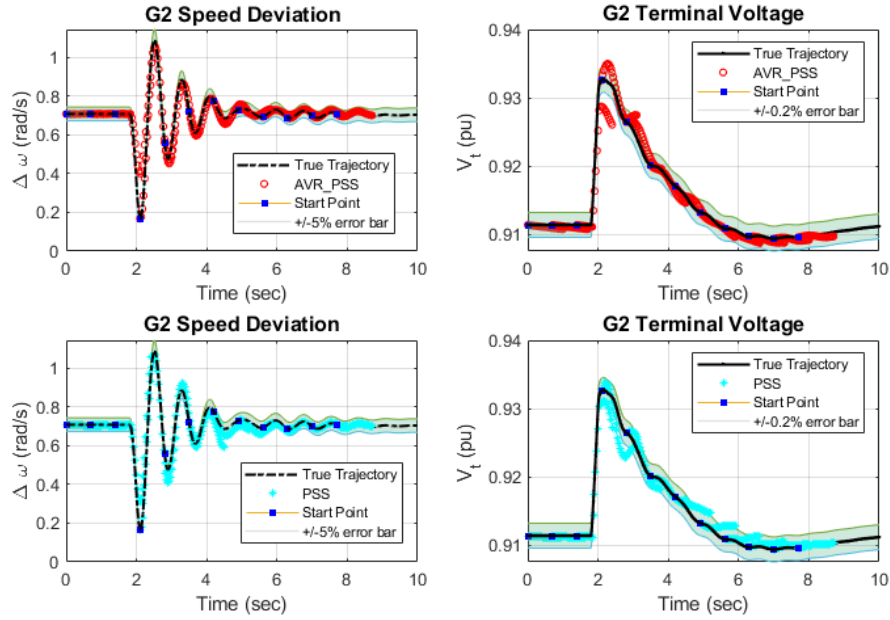 G2 Speed Deviation
1
0.8
0.6
0.4
0.2
0
Δ ω (rad/s)
True Trajectory
AVR_PSS
Start Point
+/-5% error bar
0 2 4 6 8 10
Time (sec)
G2 Terminal Voltage
0.94
0.93
0.92
0.91
V_t (pu)
True Trajectory
AVR_PSS
Start Point
+/-0.2% error bar
0 2 4 6 8 10
Time (sec)
G2 Speed Deviation
1
0.8
0.6
0.4
0.2
0
Δ ω (rad/s)
True Trajectory
PSS
Start Point
+/-5% error bar
0 2 4 6 8 10
Time (sec)
G2 Terminal Voltage
0.94
0.93
0.92
0.91
V_t (pu)
True Trajectory
PSS
Start Point
+/-0.2% error bar
0 2 4 6 8 10
Time (sec)